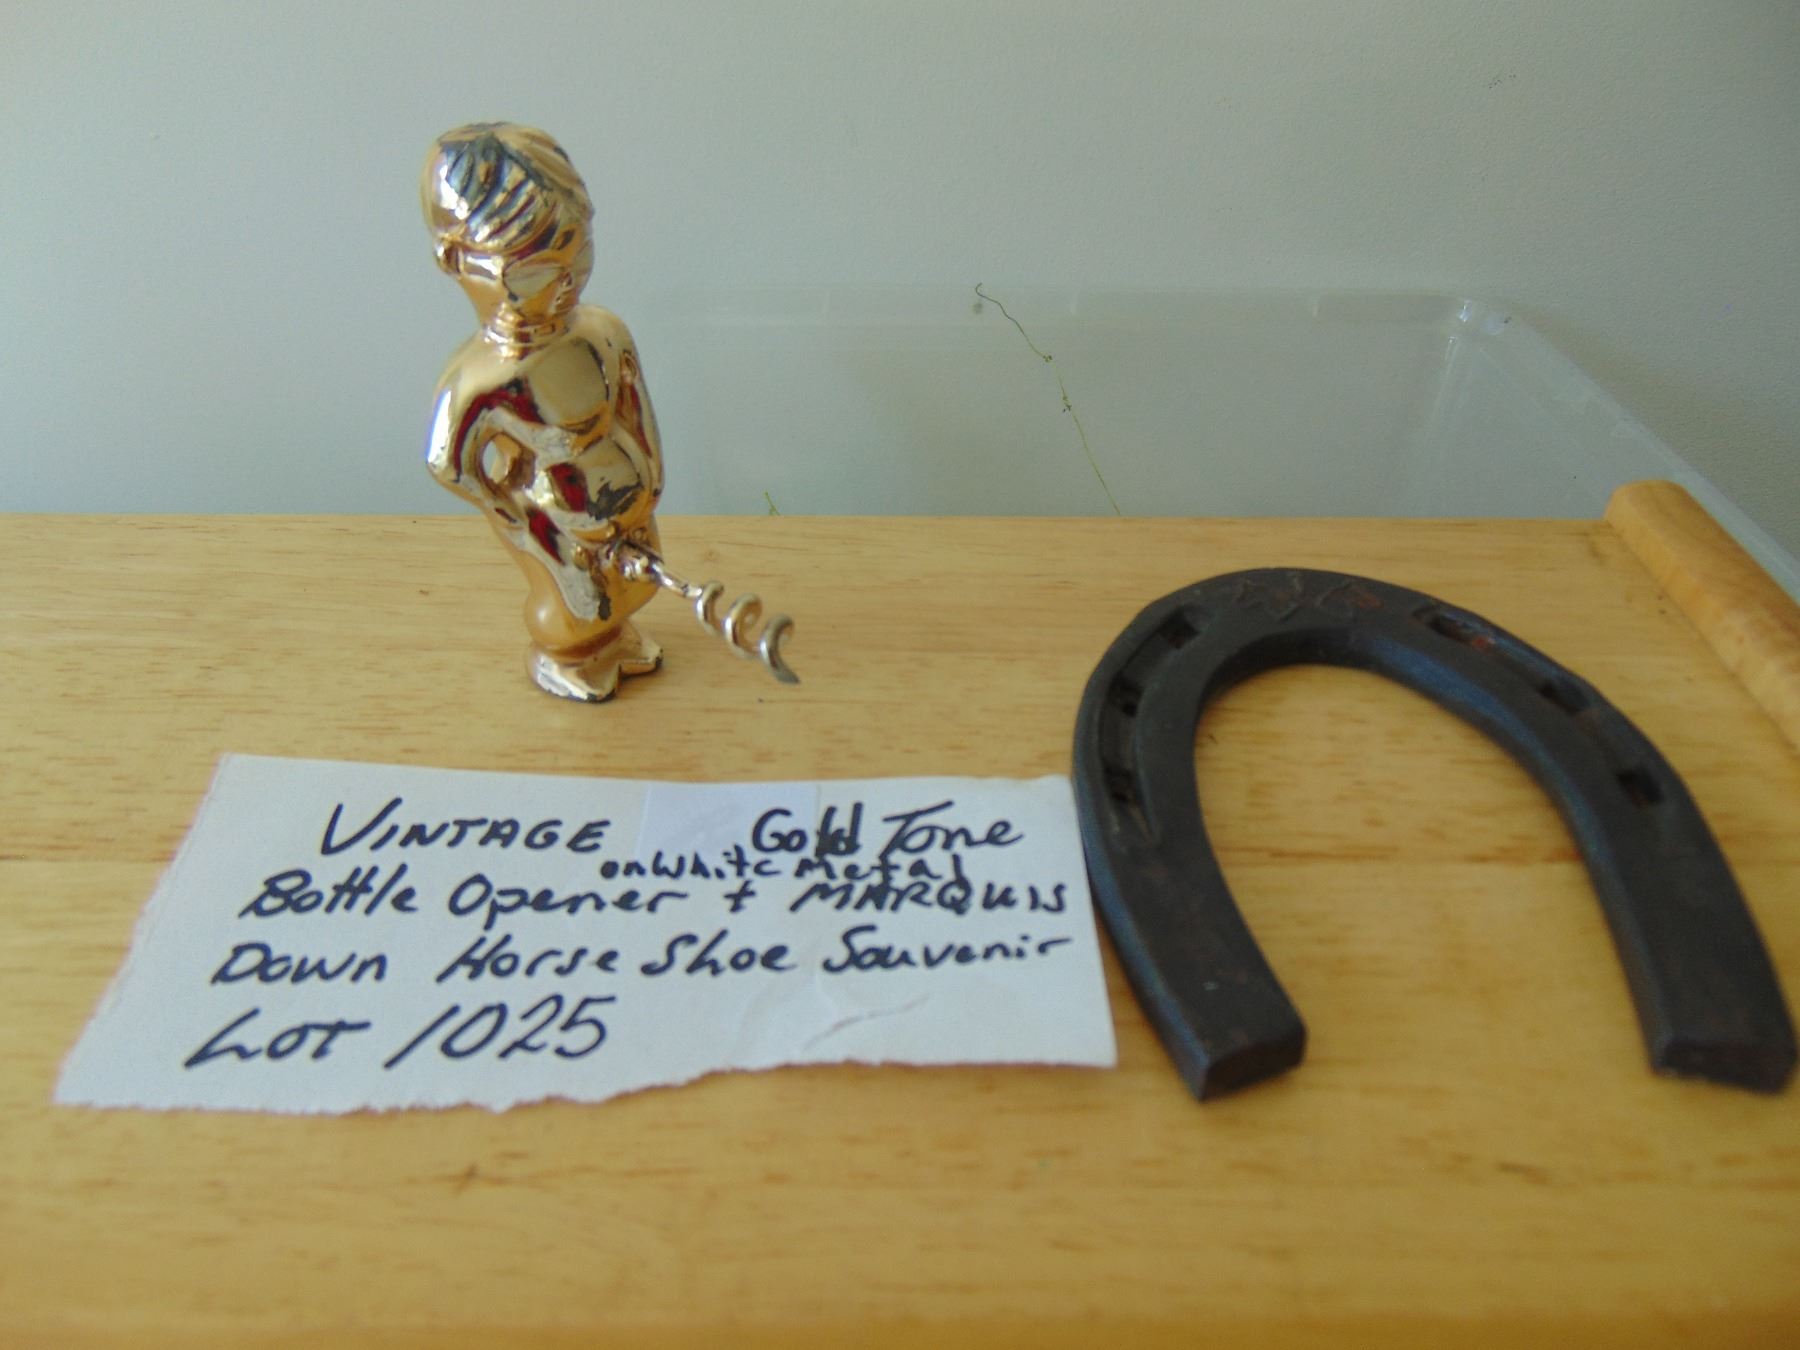 VINTAGE Gold Tone
on White Metal
Bottle Opener + MARQUIS
Down Horse Shoe Souvenir
LOT 1025